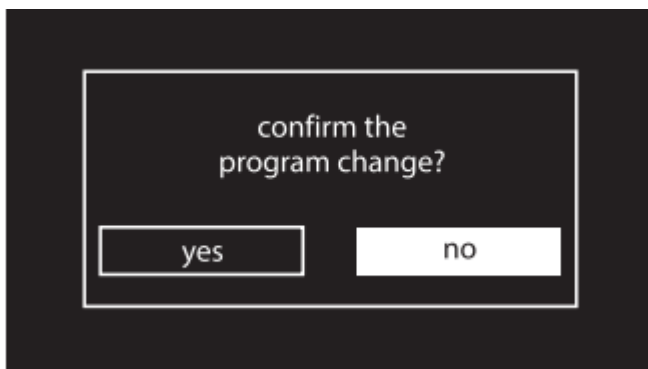 confirm the
program change?
yes no